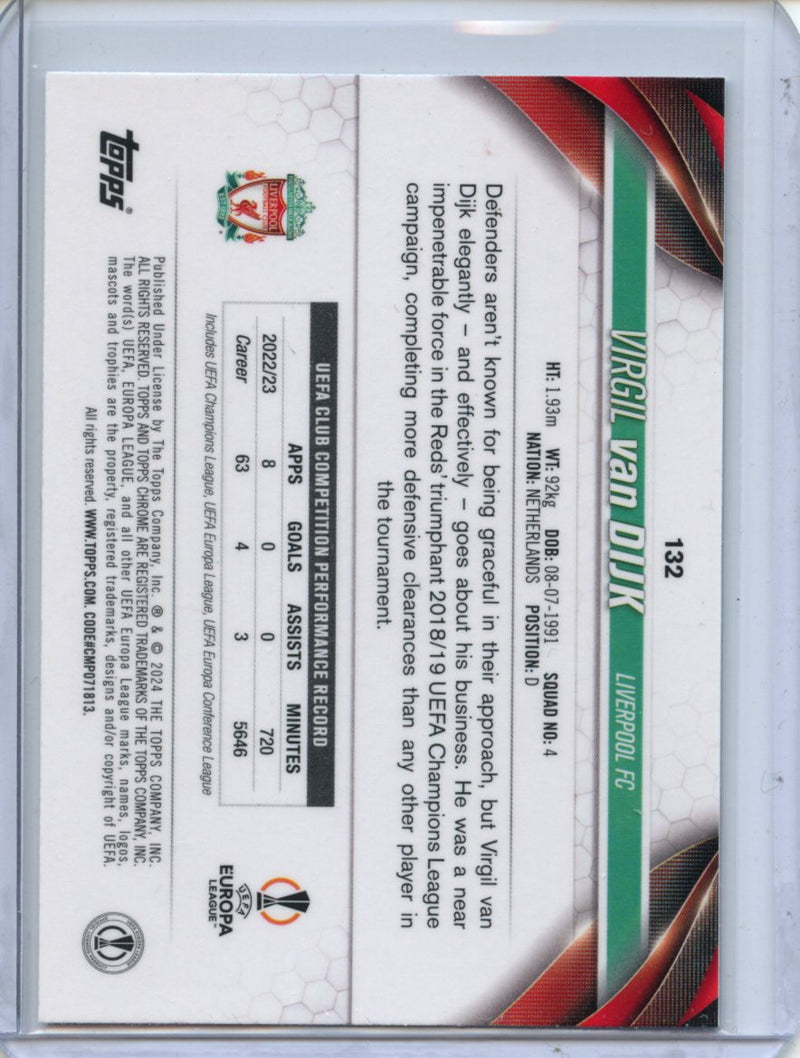 132
VIRGIL van DIJK LIVERPOOL FC
HT: 1.93m WT: 92kg DOB: 08-07-1991 SQUAD NO: 4
NATION: NETHERLANDS POSITION: D
Defenders aren't known for being graceful in their approach, but Virgil van
Dijk elegantly – and effectively – goes about his business. He was a near
impenetrable force in the Reds' triumphant 2018/19 UEFA Champions League
campaign, completing more defensive clearances than any other player in
the tournament.
LIVERPOOL
FOOTBALL CLUB
UEFA CLUB COMPETITION PERFORMANCE RECORD
APPS GOALS ASSISTS MINUTES
2022/23 8 0 0 720
Career 63 4 3 5646
Includes UEFA Champions League, UEFA Europa League, UEFA Europa Conference League
UEFA
EUROPA
LEAGUE™
topps®
Published Under License by The Topps Company, Inc. ® & © 2024 THE TOPPS COMPANY, INC.
ALL RIGHTS RESERVED. TOPPS AND TOPPS CHROME ARE REGISTERED TRADEMARKS OF THE TOPPS COMPANY, INC.
The word(s) UEFA, EUROPA LEAGUE, and all other UEFA Europa League marks, names, logos,
mascots and trophies are the property, registered trademarks, designs and/or copyright of UEFA.
All rights reserved. WWW.TOPPS.COM. CODE#CMP071813.